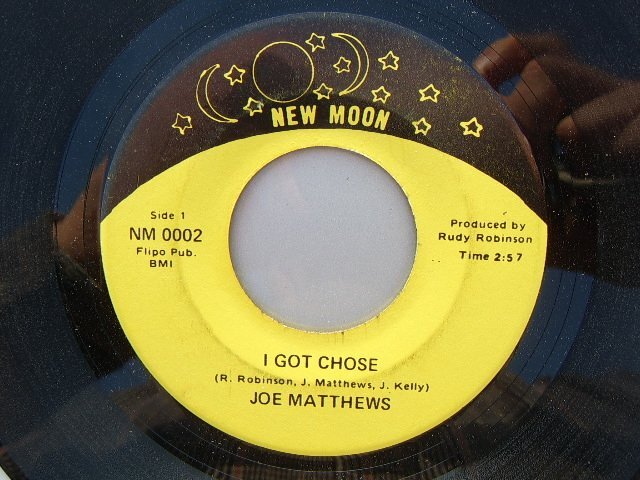 NEW MOON
Side 1
NM 0002
Flipo Pub.
BMI
Produced by
Rudy Robinson
Time 2:57
I GOT CHOSE
(R. Robinson, J. Matthews, J. Kelly)
JOE MATTHEWS